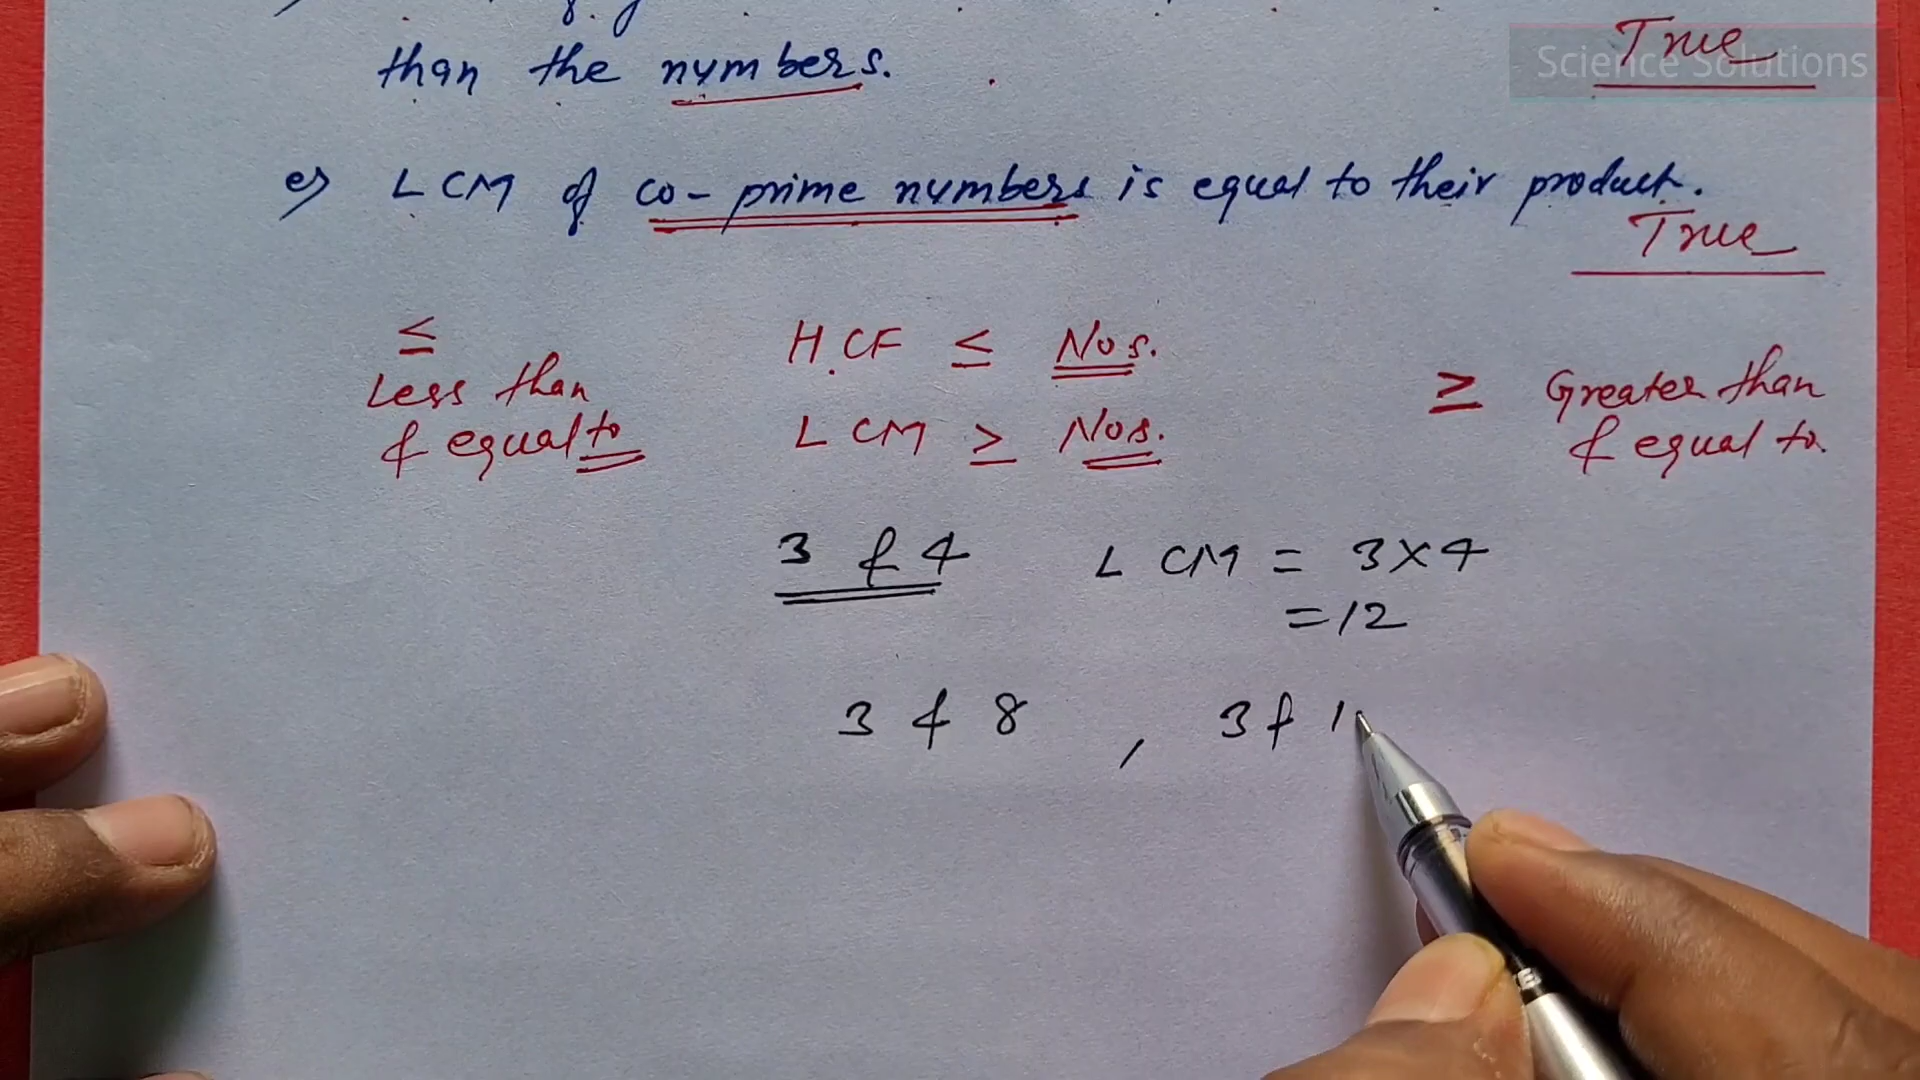 than the numbers.
True
Science Solutions
e) LCM of co-prime numbers is equal to their product.
True
≤
Less than
& equal to
HCF ≤ Nos.
LCM ≥ Nos.
≥ Greater than
& equal to.
3 & 4 LCM = 3×4
=12
3 & 8 , 3 & 1